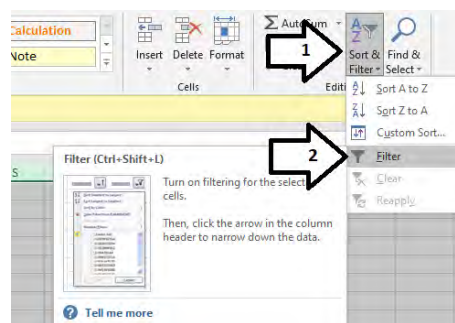 Calculation
Note
Insert Delete Format
Cells
Σ AutoSum
Editi
1
Sort & Filter
Find & Select
Sort A to Z
Sort Z to A
Custom Sort...
2
Filter
Clear
Reapply
S
Filter (Ctrl+Shift+L)
Turn on filtering for the select
cells.
Then, click the arrow in the column
header to narrow down the data.
Tell me more